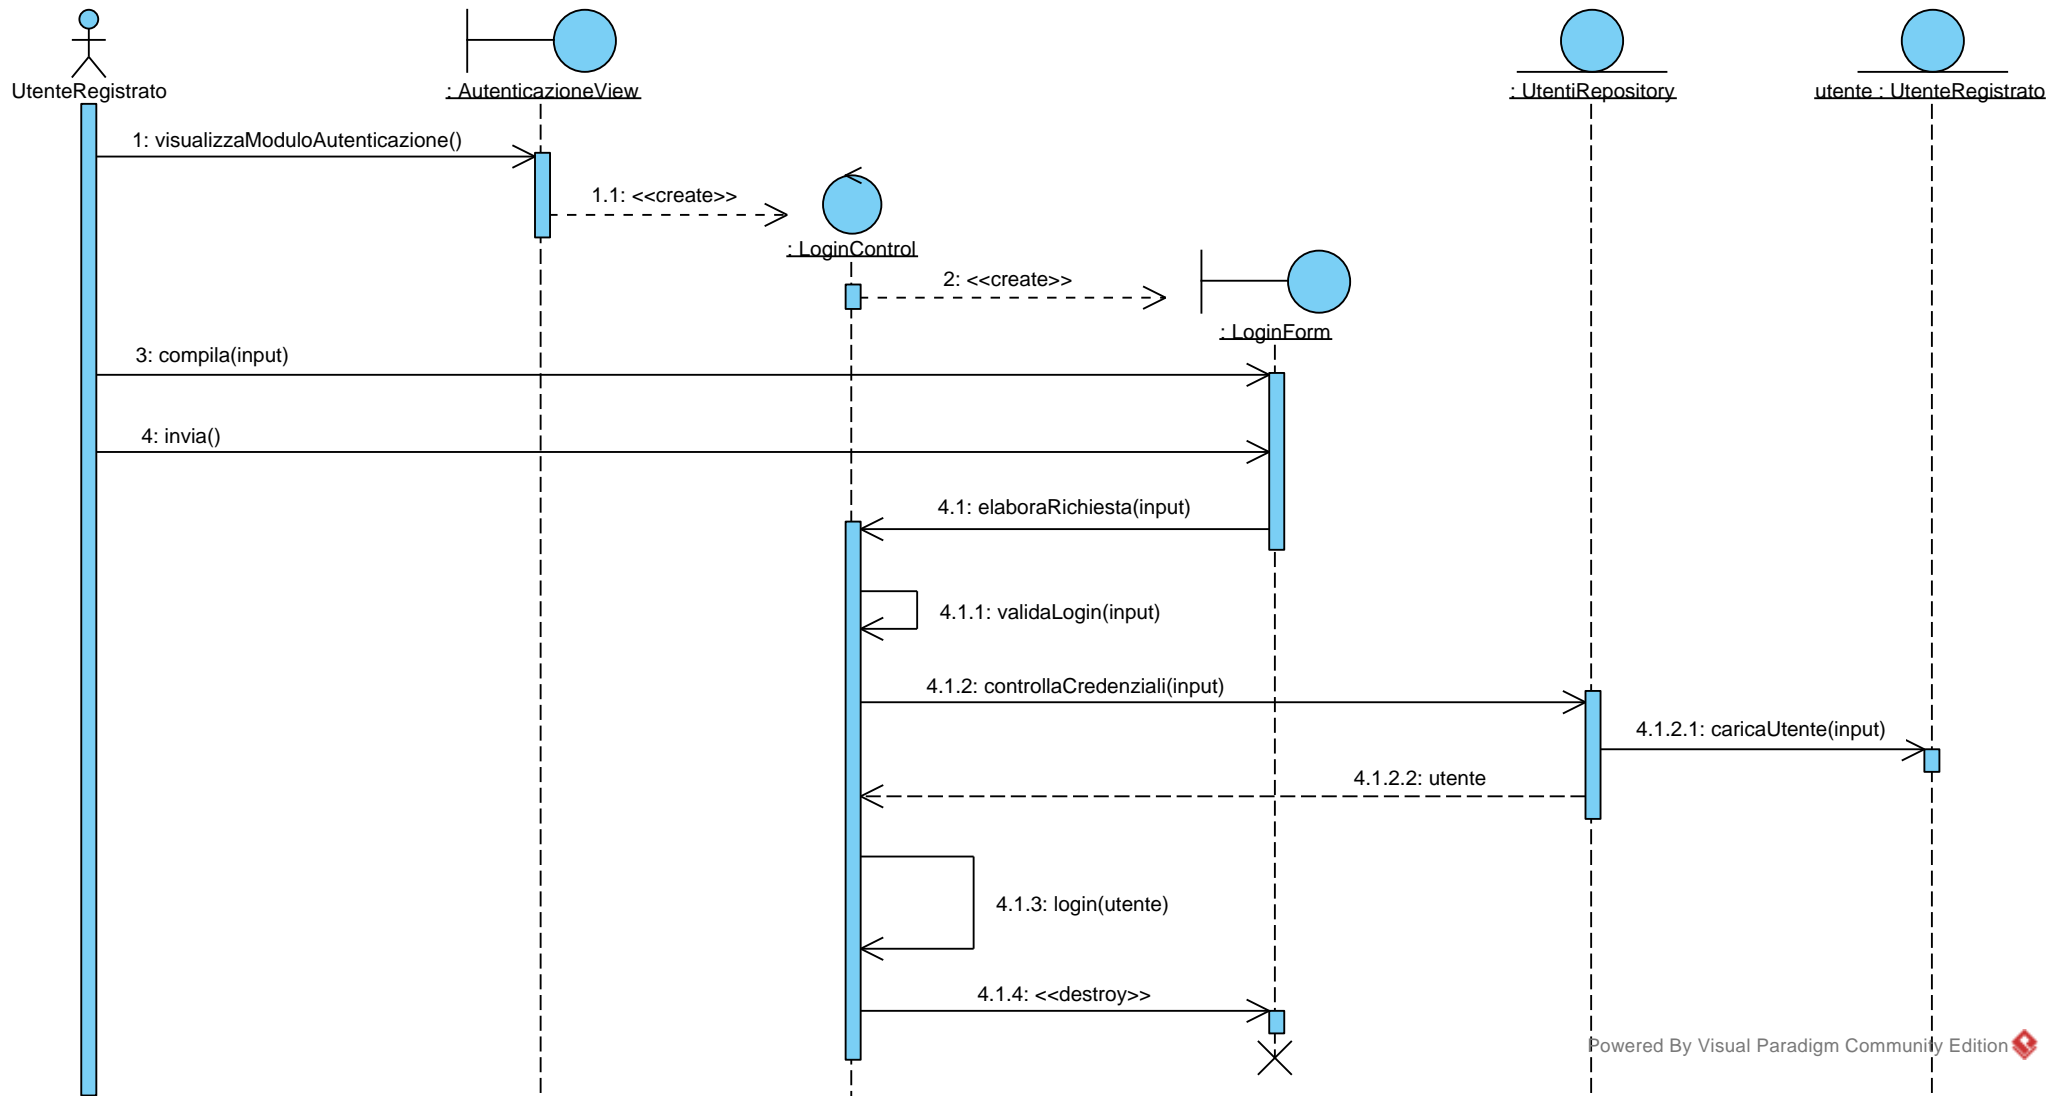 UtenteRegistrato
: AutenticazioneView
: UtentiRepository
utente : UtenteRegistrato
1: visualizzaModuloAutenticazione()
1.1: <<create>>
: LoginControl
2: <<create>>
: LoginForm
3: compila(input)
4: invia()
4.1: elaboraRichiesta(input)
4.1.1: validaLogin(input)
4.1.2: controllaCredenziali(input)
4.1.2.1: caricaUtente(input)
4.1.2.2: utente
4.1.3: login(utente)
4.1.4: <<destroy>>
Powered By Visual Paradigm Community Edition